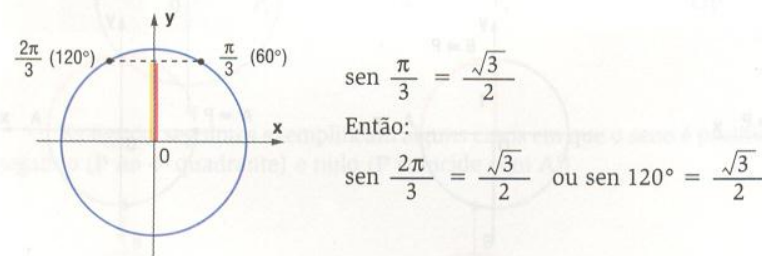 y
2π/3 (120°)
π/3 (60°)
x
0
sen π/3 = √3/2
Então:
sen 2π/3 = √3/2 ou sen 120° = √3/2